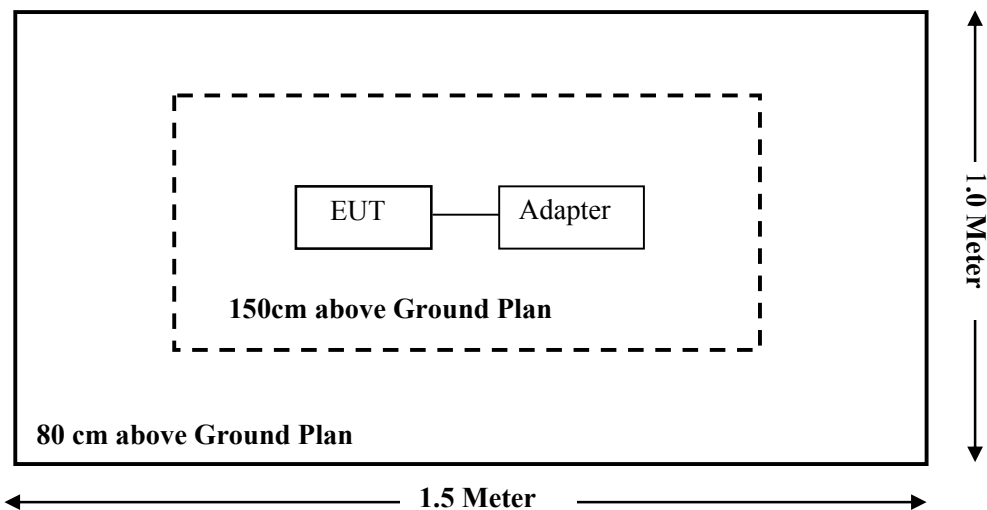 EUT
Adapter
150cm above Ground Plan
80 cm above Ground Plan
1.5 Meter
1.0 Meter